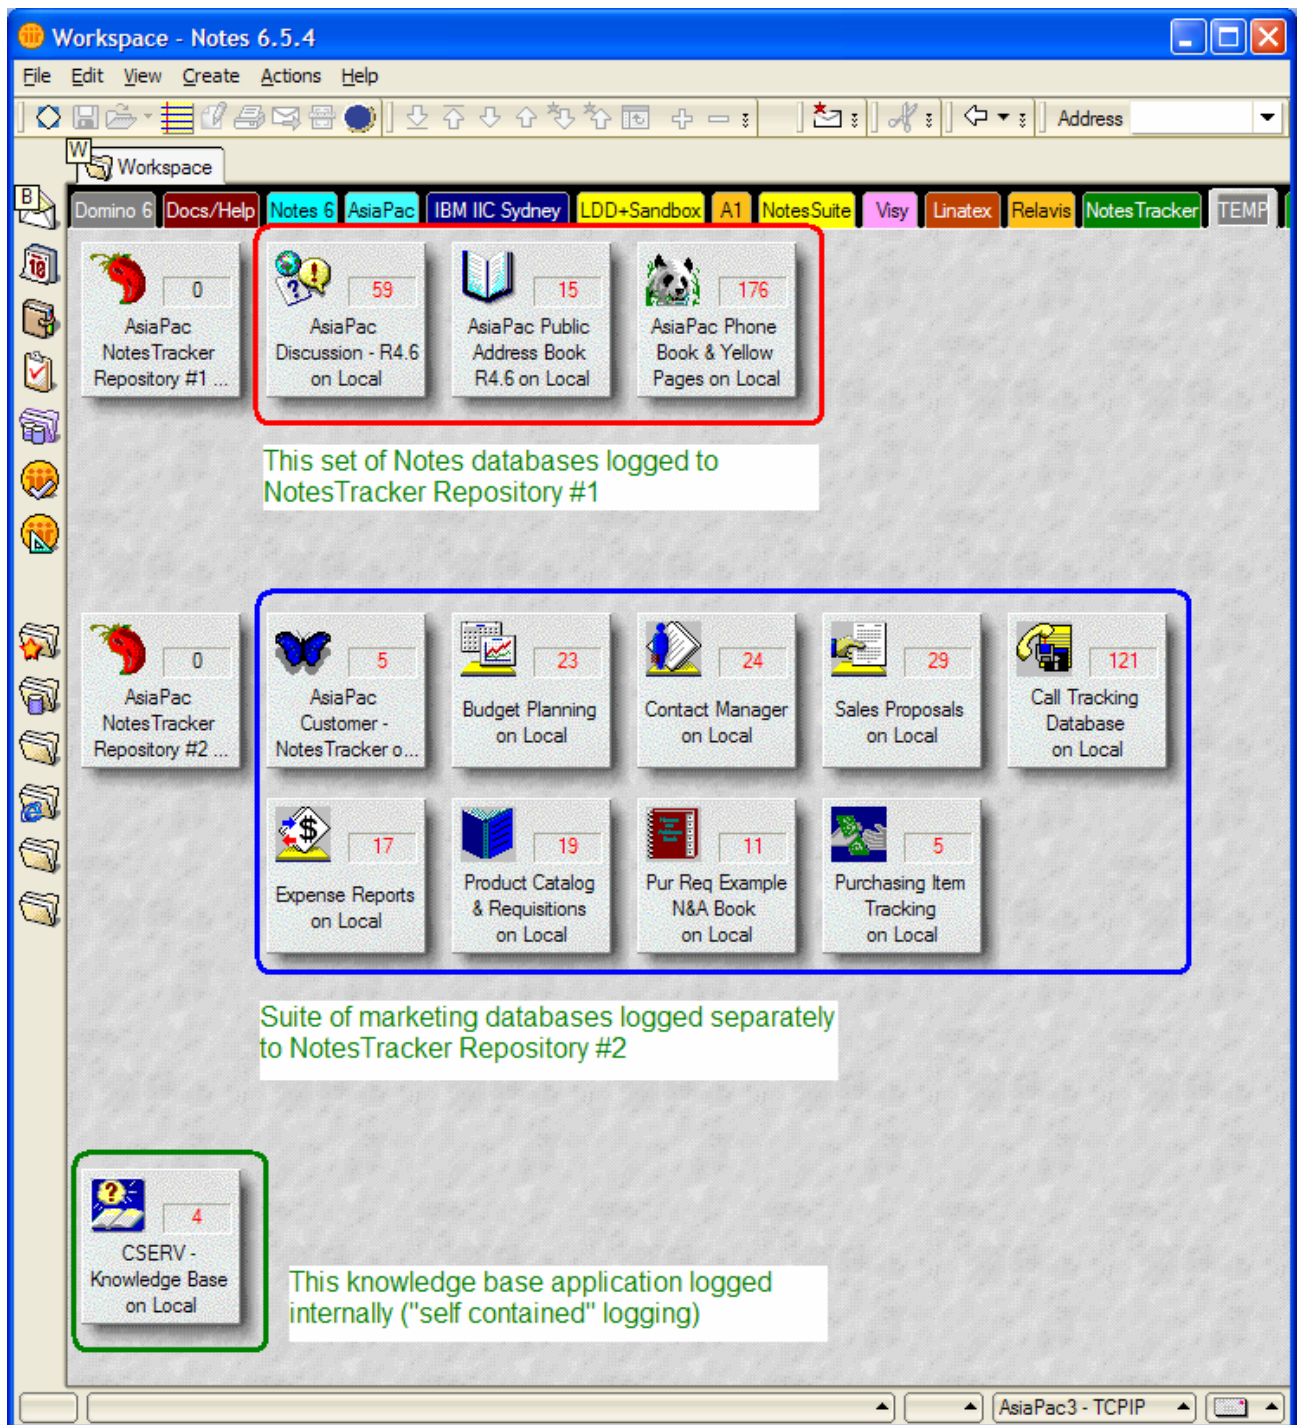 Workspace - Notes 6.5.4
File Edit View Create Actions Help
Address
W
Workspace
B
Domino 6 Docs/Help Notes 6 AsiaPac IBM IIC Sydney LDD+Sandbox A1 NotesSuite Visy Linatex Relavis NotesTracker TEMP
18
0
AsiaPac
NotesTracker
Repository #1 ...
59
AsiaPac
Discussion - R4.6
on Local
15
AsiaPac Public
Address Book
R4.6 on Local
176
AsiaPac Phone
Book & Yellow
Pages on Local
This set of Notes databases logged to
NotesTracker Repository #1
0
AsiaPac
NotesTracker
Repository #2 ...
5
AsiaPac
Customer -
NotesTracker o...
23
Budget Planning
on Local
24
Contact Manager
on Local
29
Sales Proposals
on Local
121
Call Tracking
Database
on Local
17
Expense Reports
on Local
19
Product Catalog
& Requisitions
on Local
11
Pur Req Example
N&A Book
on Local
5
Purchasing Item
Tracking
on Local
Suite of marketing databases logged separately
to NotesTracker Repository #2
4
CSERV -
Knowledge Base
on Local
This knowledge base application logged
internally ("self contained" logging)
AsiaPac3 - TCPIP